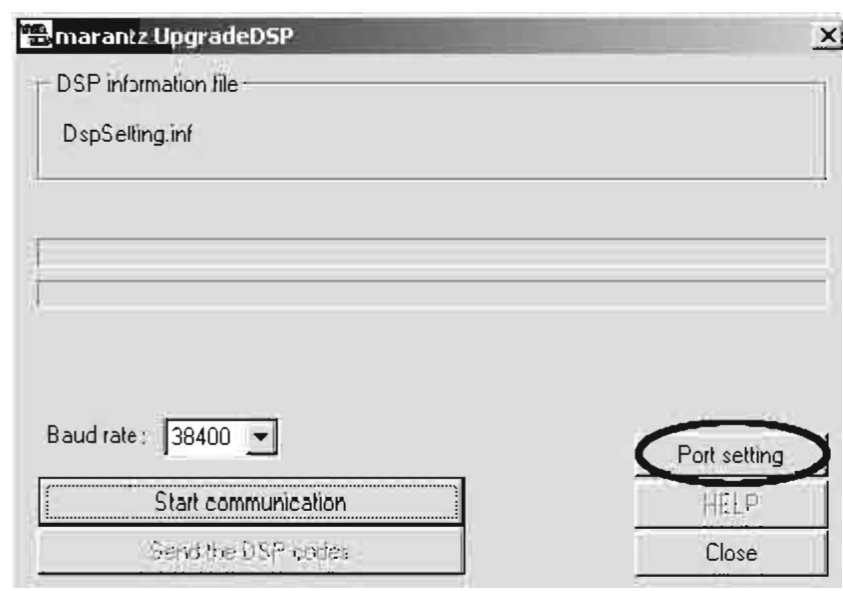 marantz UpgradeDSP
DSP information file
DspSetting.inf
Baud rate : 38400
Port setting
Start communication
HELP
Send the DSP codes
Close